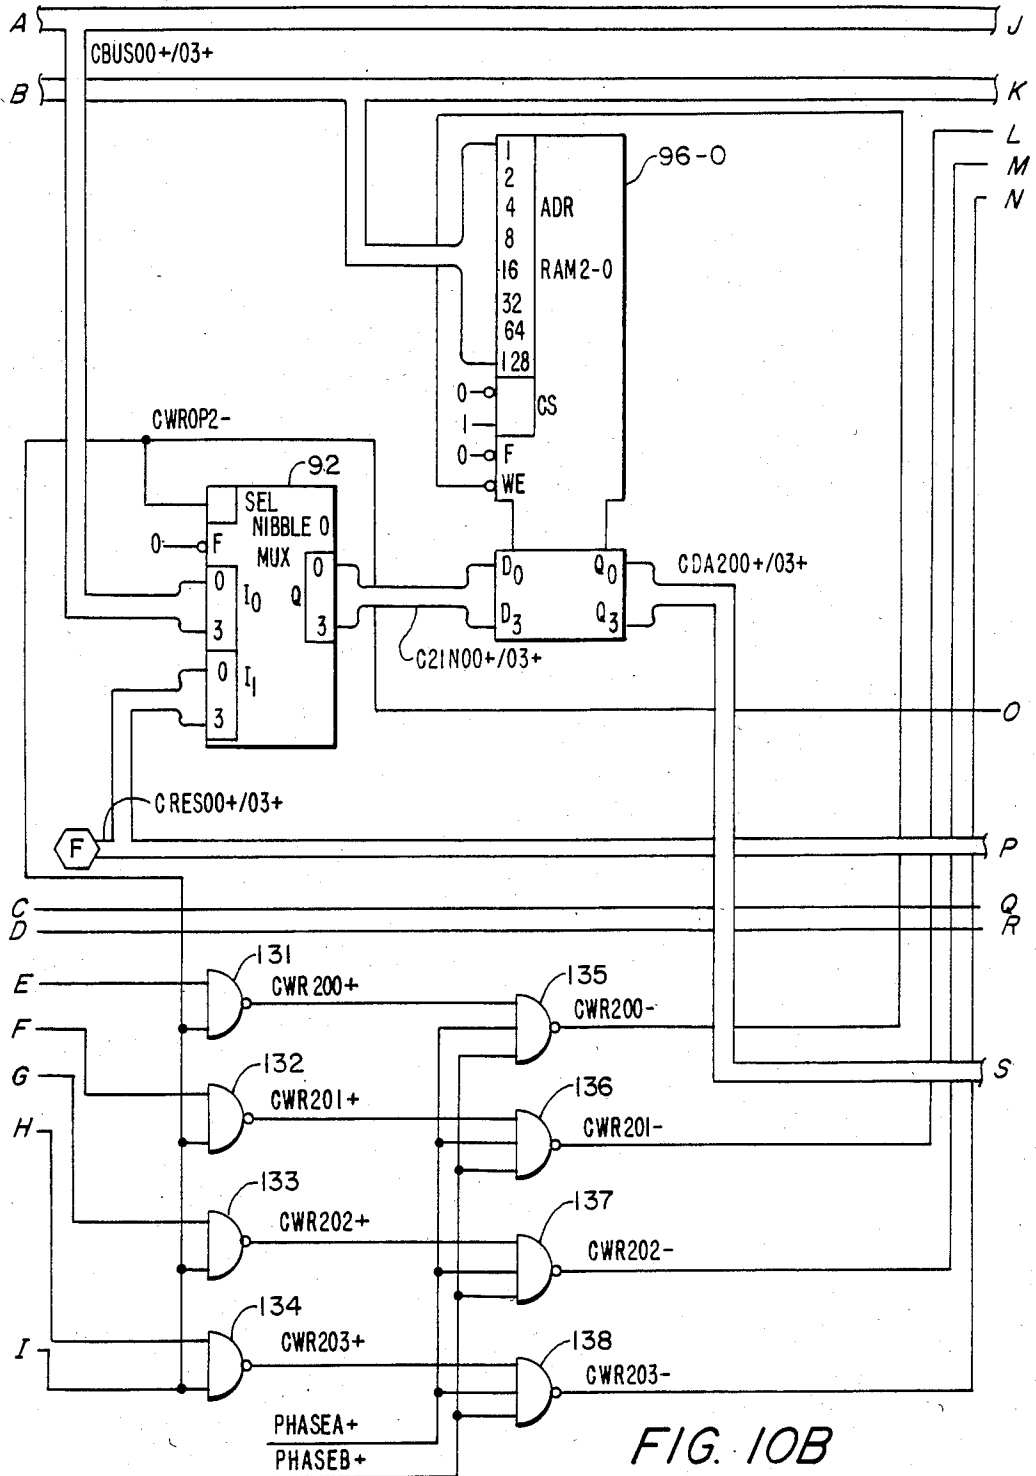 A J
CBUS00+/03+
B K
L
96-0
1 M
2
4 ADR N
8
16 RAM2-0
32
64
128
0 CS
1
CWROP2-
0 F
92
WE
SEL
NIBBLE 0
0 F MUX
0 I0 Q 0 D0 Q0 CDA200+/03+
3 3 D3 Q3
0 I1 C2IN00+/03+
3
O
CRES00+/03+
F P
C Q
D R
131
E CWR200+ 135
CWR200-
F
132 S
G CWR201+ 136
H CWR201-
133
CWR202+ 137
CWR202-
134
I CWR203+ 138
CWR203-
PHASEA+
PHASEB+
FIG. 10B